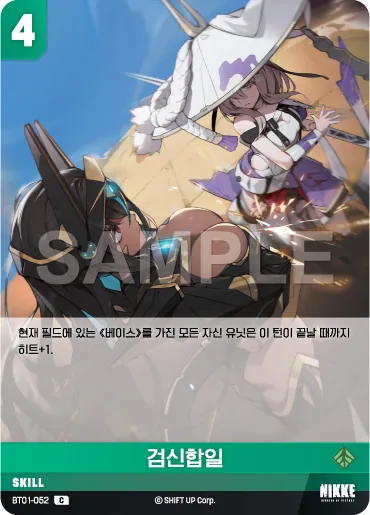 4
SAMPLE
현재 필드에 있는 《베이스》를 가진 모든 자신 유닛은 이 턴이 끝날 때까지
히트+1.
검신합일
SKILL
BT01-052 C
© SHIFT UP Corp.
NIKKE